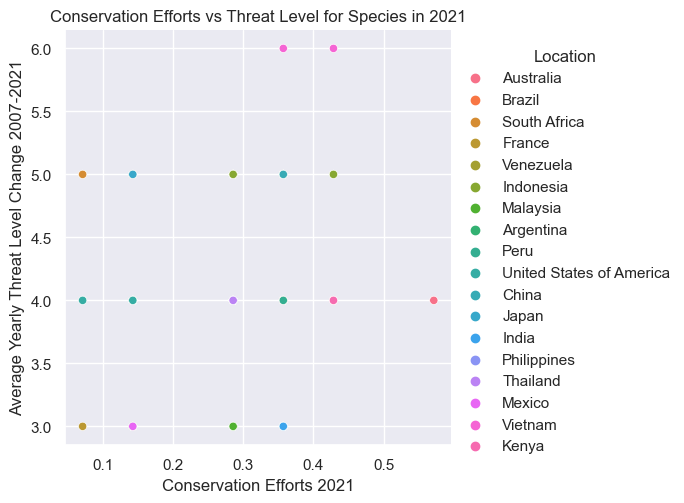 Conservation Efforts vs Threat Level for Species in 2021
Average Yearly Threat Level Change 2007-2021
6.0
5.5
5.0
4.5
4.0
3.5
3.0
0.1 0.2 0.3 0.4 0.5
Conservation Efforts 2021
Location
Australia
Brazil
South Africa
France
Venezuela
Indonesia
Malaysia
Argentina
Peru
United States of America
China
Japan
India
Philippines
Thailand
Mexico
Vietnam
Kenya